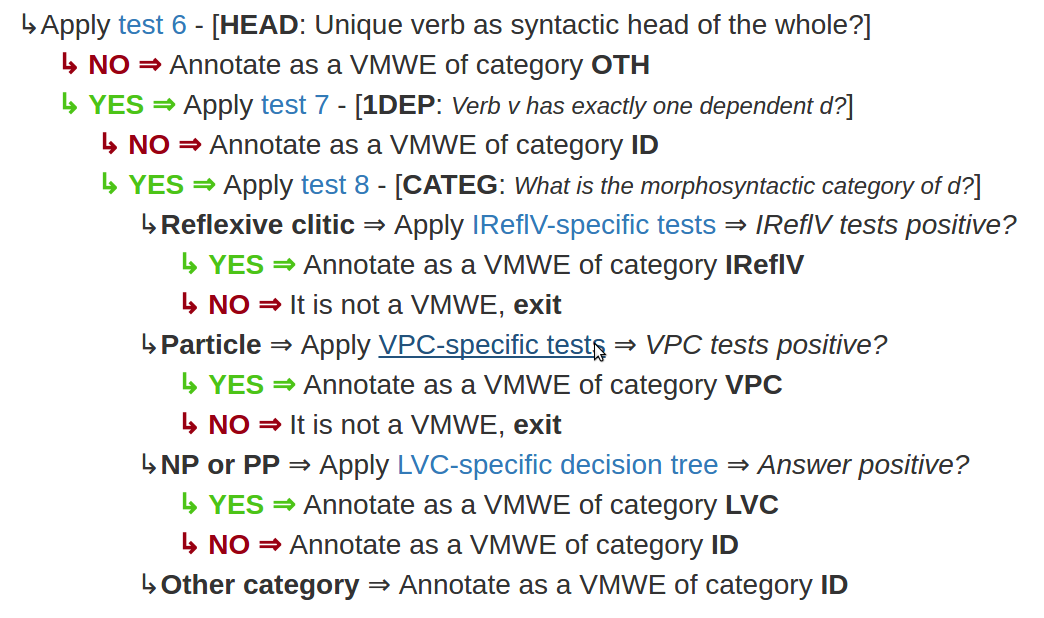 ↳Apply test 6 - [HEAD: Unique verb as syntactic head of the whole?]
↳ NO ⇒ Annotate as a VMWE of category OTH
↳ YES ⇒ Apply test 7 - [1DEP: Verb v has exactly one dependent d?]
↳ NO ⇒ Annotate as a VMWE of category ID
↳ YES ⇒ Apply test 8 - [CATEG: What is the morphosyntactic category of d?]
↳Reflexive clitic ⇒ Apply IReflV-specific tests ⇒ IReflV tests positive?
↳ YES ⇒ Annotate as a VMWE of category IReflV
↳ NO ⇒ It is not a VMWE, exit
↳Particle ⇒ Apply VPC-specific tests ⇒ VPC tests positive?
↳ YES ⇒ Annotate as a VMWE of category VPC
↳ NO ⇒ It is not a VMWE, exit
↳NP or PP ⇒ Apply LVC-specific decision tree ⇒ Answer positive?
↳ YES ⇒ Annotate as a VMWE of category LVC
↳ NO ⇒ Annotate as a VMWE of category ID
↳Other category ⇒ Annotate as a VMWE of category ID